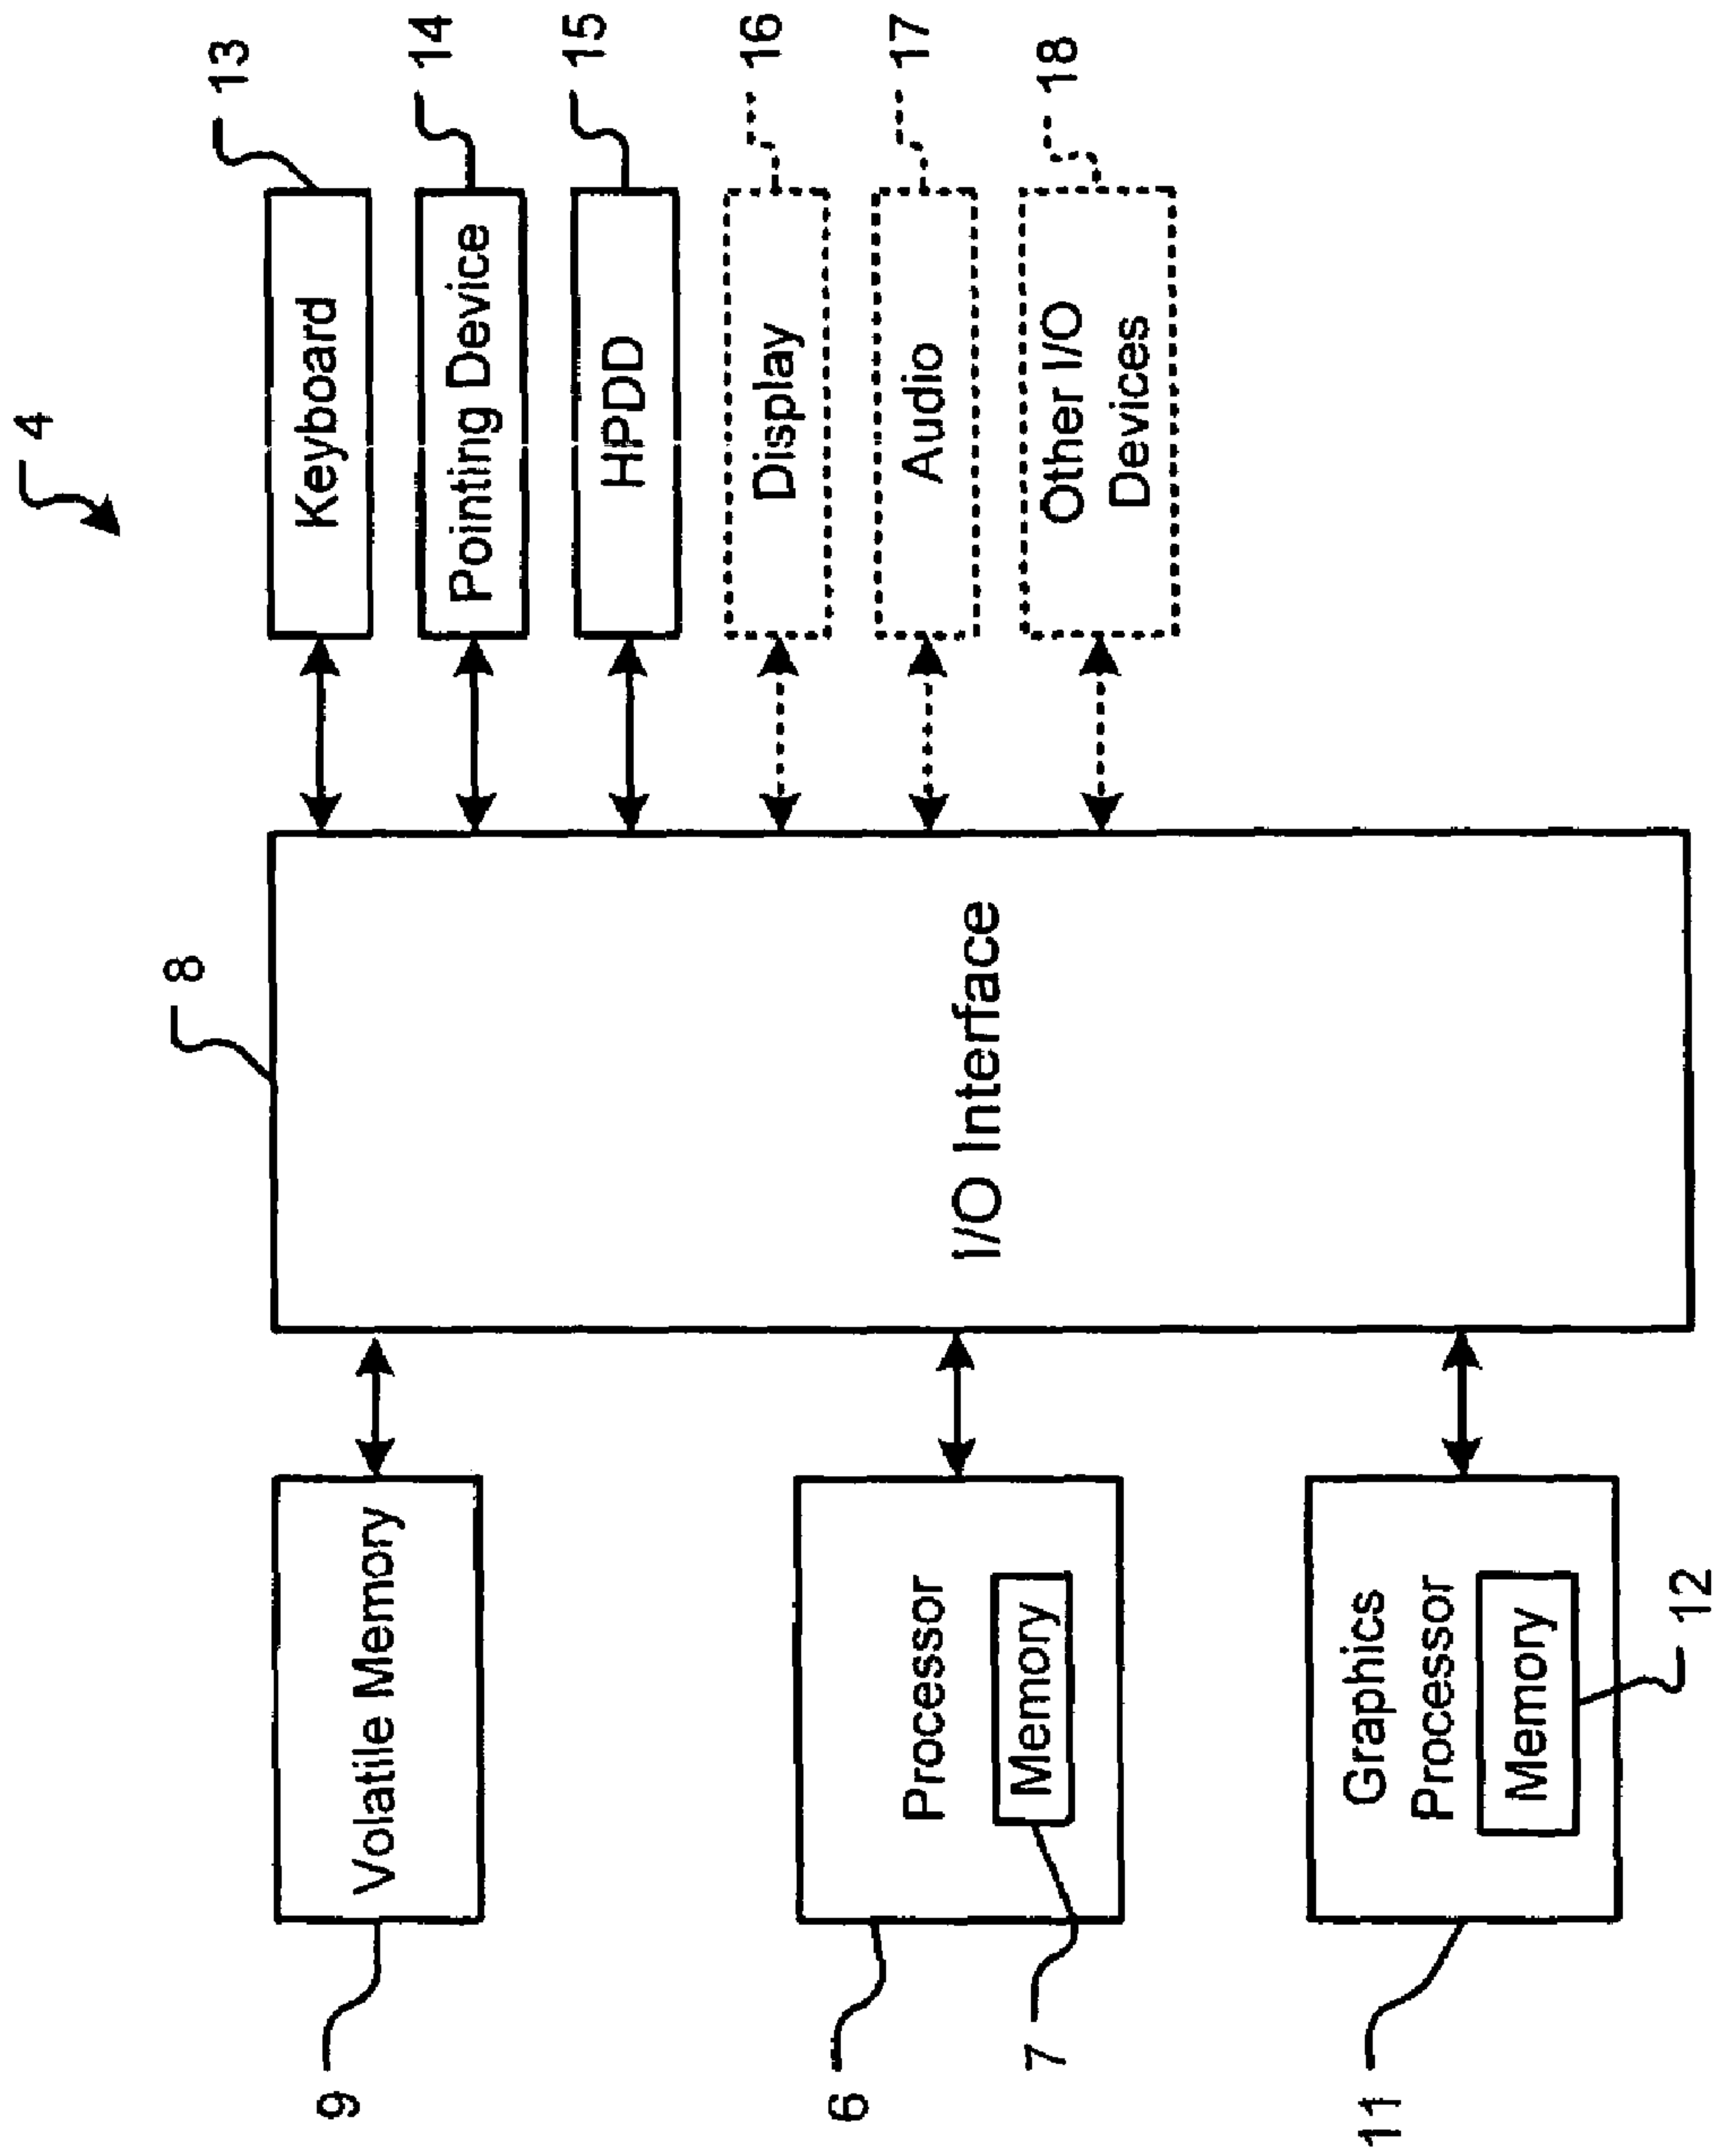 4
8
13
Keyboard
9
Volatile Memory
14
Pointing Device
15
HPDD
16
Display
6
Processor
17
Audio
I/O Interface
7
Memory
18
Other I/O
Devices
11
Graphics
Processor
Memory
12